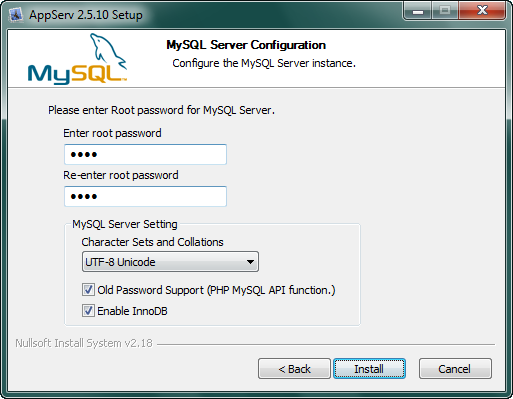 AppServ 2.5.10 Setup
MySQL Server Configuration
Configure the MySQL Server instance.
MySQL
Please enter Root password for MySQL Server.
Enter root password
••••
Re-enter root password
••••
MySQL Server Setting
Character Sets and Collations
UTF-8 Unicode
Old Password Support (PHP MySQL API function.)
Enable InnoDB
Nullsoft Install System v2.18
< Back Install Cancel